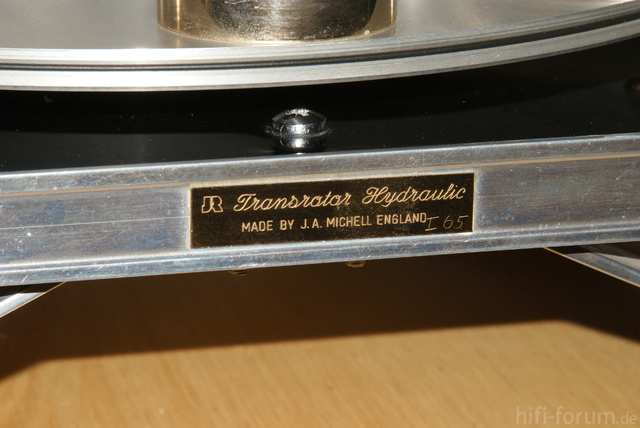 JR Transrotor Hydraulic
MADE BY J.A. MICHELL ENGLAND I 65
hifi-forum.de